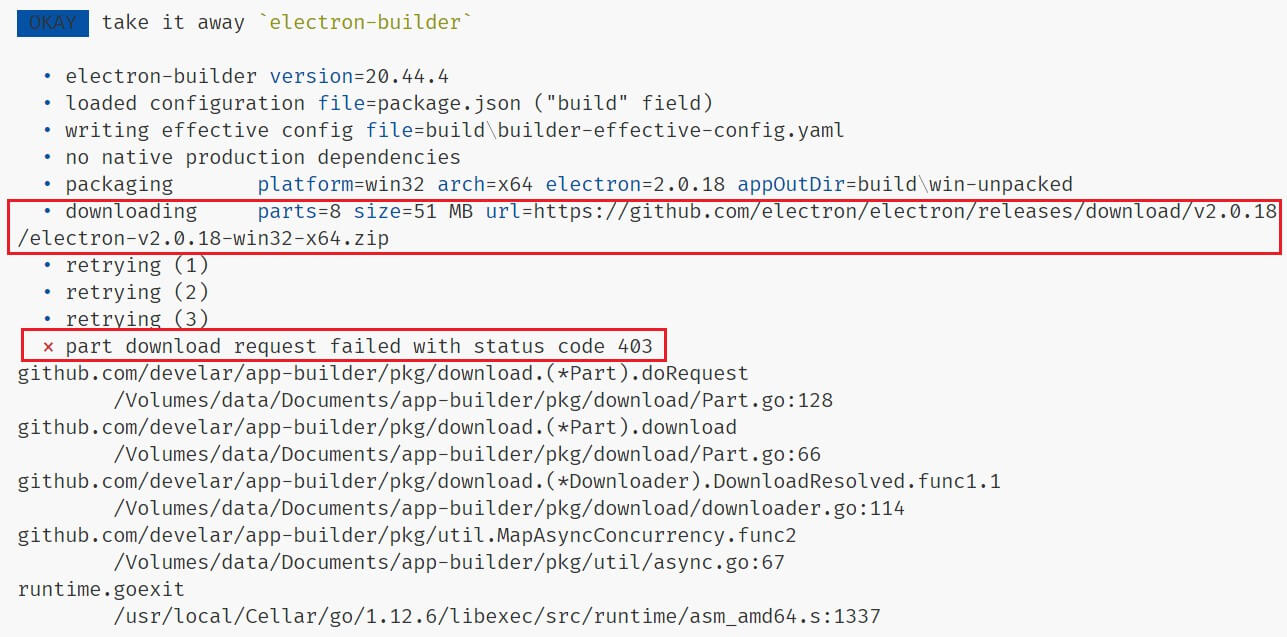 OKAY take it away `electron-builder`
• electron-builder version=20.44.4
• loaded configuration file=package.json ("build" field)
• writing effective config file=build\builder-effective-config.yaml
• no native production dependencies
• packaging platform=win32 arch=x64 electron=2.0.18 appOutDir=build\win-unpacked
• downloading parts=8 size=51 MB url=https://github.com/electron/electron/releases/download/v2.0.18
/electron-v2.0.18-win32-x64.zip
• retrying (1)
• retrying (2)
• retrying (3)
× part download request failed with status code 403
github.com/develar/app-builder/pkg/download.(*Part).doRequest
/Volumes/data/Documents/app-builder/pkg/download/Part.go:128
github.com/develar/app-builder/pkg/download.(*Part).download
/Volumes/data/Documents/app-builder/pkg/download/Part.go:66
github.com/develar/app-builder/pkg/download.(*Downloader).DownloadResolved.func1.1
/Volumes/data/Documents/app-builder/pkg/download/downloader.go:114
github.com/develar/app-builder/pkg/util.MapAsyncConcurrency.func2
/Volumes/data/Documents/app-builder/pkg/util/async.go:67
runtime.goexit
/usr/local/Cellar/go/1.12.6/libexec/src/runtime/asm_amd64.s:1337